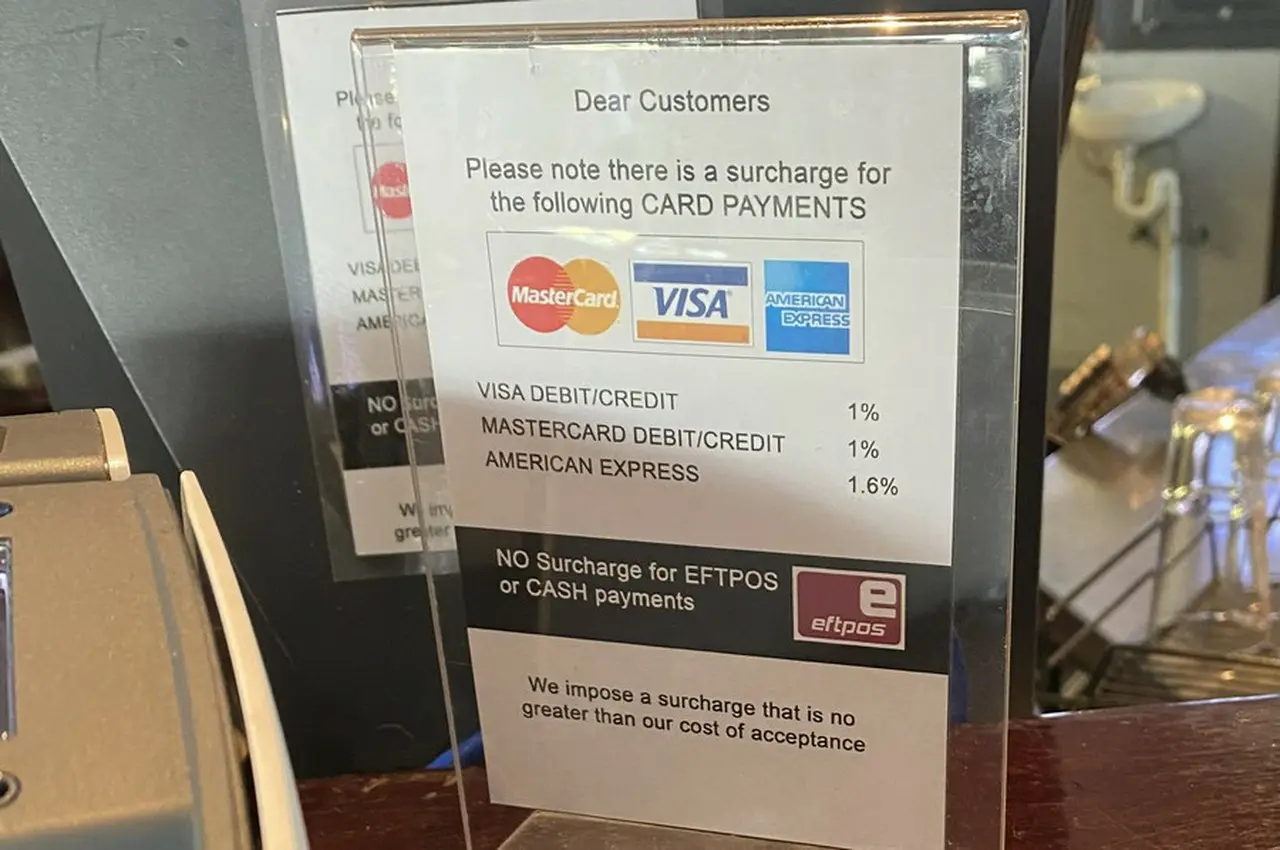 Dear Customers
Please note there is a surcharge for
the following CARD PAYMENTS
MasterCard
VISA
AMERICAN
EXPRESS
VISA DEBIT/CREDIT 1%
MASTERCARD DEBIT/CREDIT 1%
AMERICAN EXPRESS 1.6%
NO Surcharge for EFTPOS
or CASH payments
e
eftpos
We impose a surcharge that is no
greater than our cost of acceptance